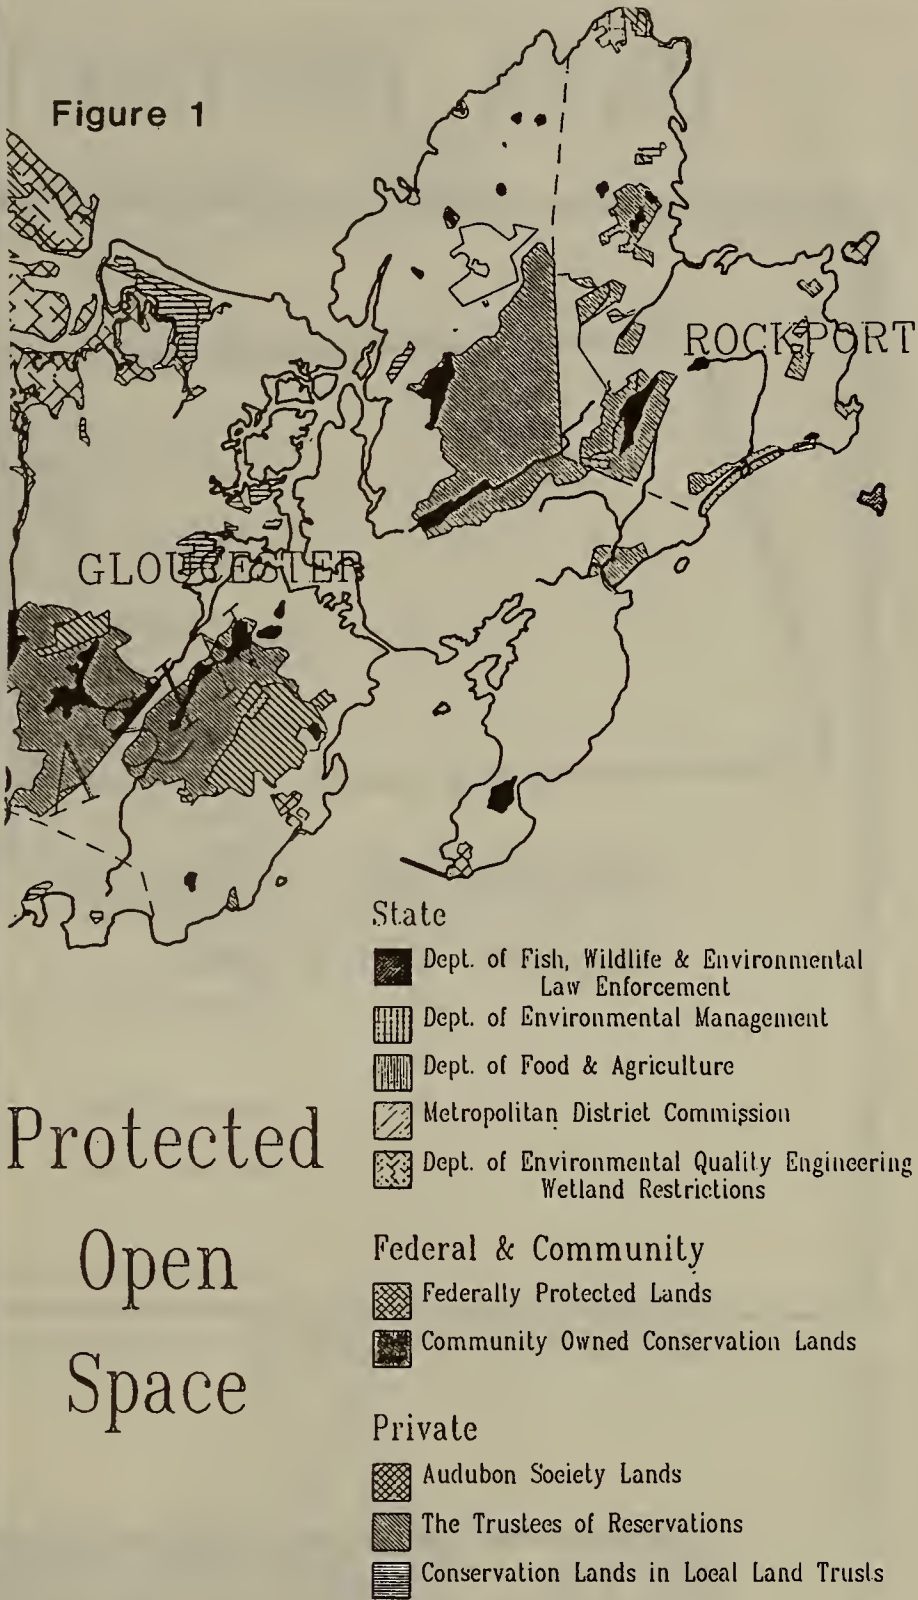 Figure 1
ROCKPORT
GLOUCESTER
State
Dept. of Fish, Wildlife & Environmental
Law Enforcement
Dept. of Environmental Management
Dept. of Food & Agriculture
Metropolitan District Commission
Dept. of Environmental Quality Engineering
Wetland Restrictions
Protected
Open
Space
Federal & Community
Federally Protected Lands
Community Owned Conservation Lands
Private
Audubon Society Lands
The Trustees of Reservations
Conservation Lands in Local Land Trusts